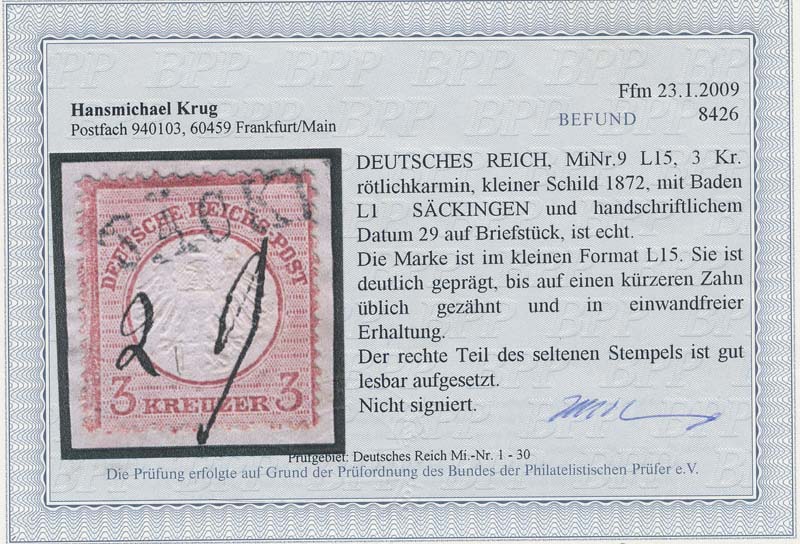 Hansmichael Krug
Postfach 940103, 60459 Frankfurt/Main
Ffm 23.1.2009
BEFUND 8426
DEUTSCHES REICH, MiNr.9 L15, 3 Kr.
rötlichkarmin, kleiner Schild 1872, mit Baden
L1 SÄCKINGEN und handschriftlichem
Datum 29 auf Briefstück, ist echt.
Die Marke ist im kleinen Format L15. Sie ist
deutlich geprägt, bis auf einen kürzeren Zahn
üblich gezähnt und in einwandfreier
Erhaltung.
Der rechte Teil des seltenen Stempels ist gut
lesbar aufgesetzt.
Nicht signiert.
DEUTSCHE REICHS-POST
29
3 KREUZER 3
Prüfgebiet: Deutsches Reich Mi.-Nr. 1 - 30
Die Prüfung erfolgte auf Grund der Prüfordnung des Bundes der Philatelistischen Prüfer e.V.
BPP BPP BPP BPP